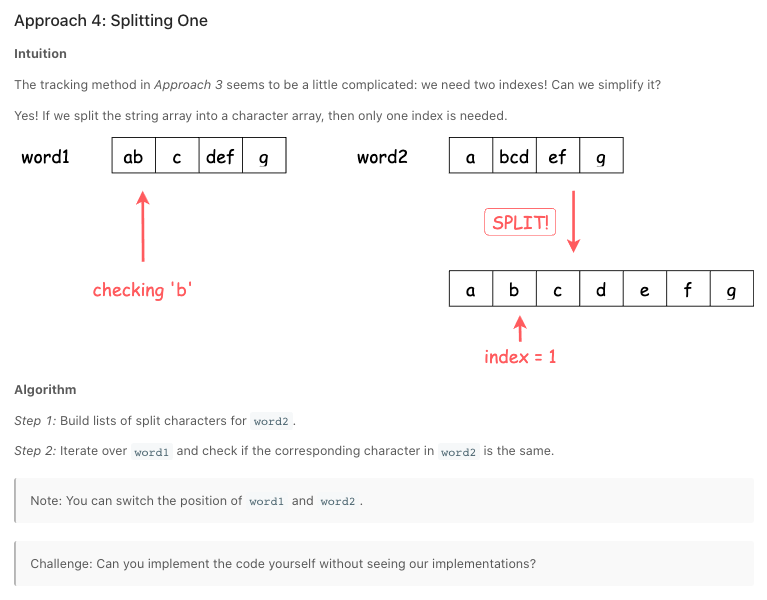 Approach 4: Splitting One
Intuition
The tracking method in Approach 3 seems to be a little complicated: we need two indexes! Can we simplify it?
Yes! If we split the string array into a character array, then only one index is needed.
word1 ab c def g word2 a bcd ef g
SPLIT!
checking 'b' a b c d e f g
index = 1
Algorithm
Step 1: Build lists of split characters for word2.
Step 2: Iterate over word1 and check if the corresponding character in word2 is the same.
Note: You can switch the position of word1 and word2.
Challenge: Can you implement the code yourself without seeing our implementations?